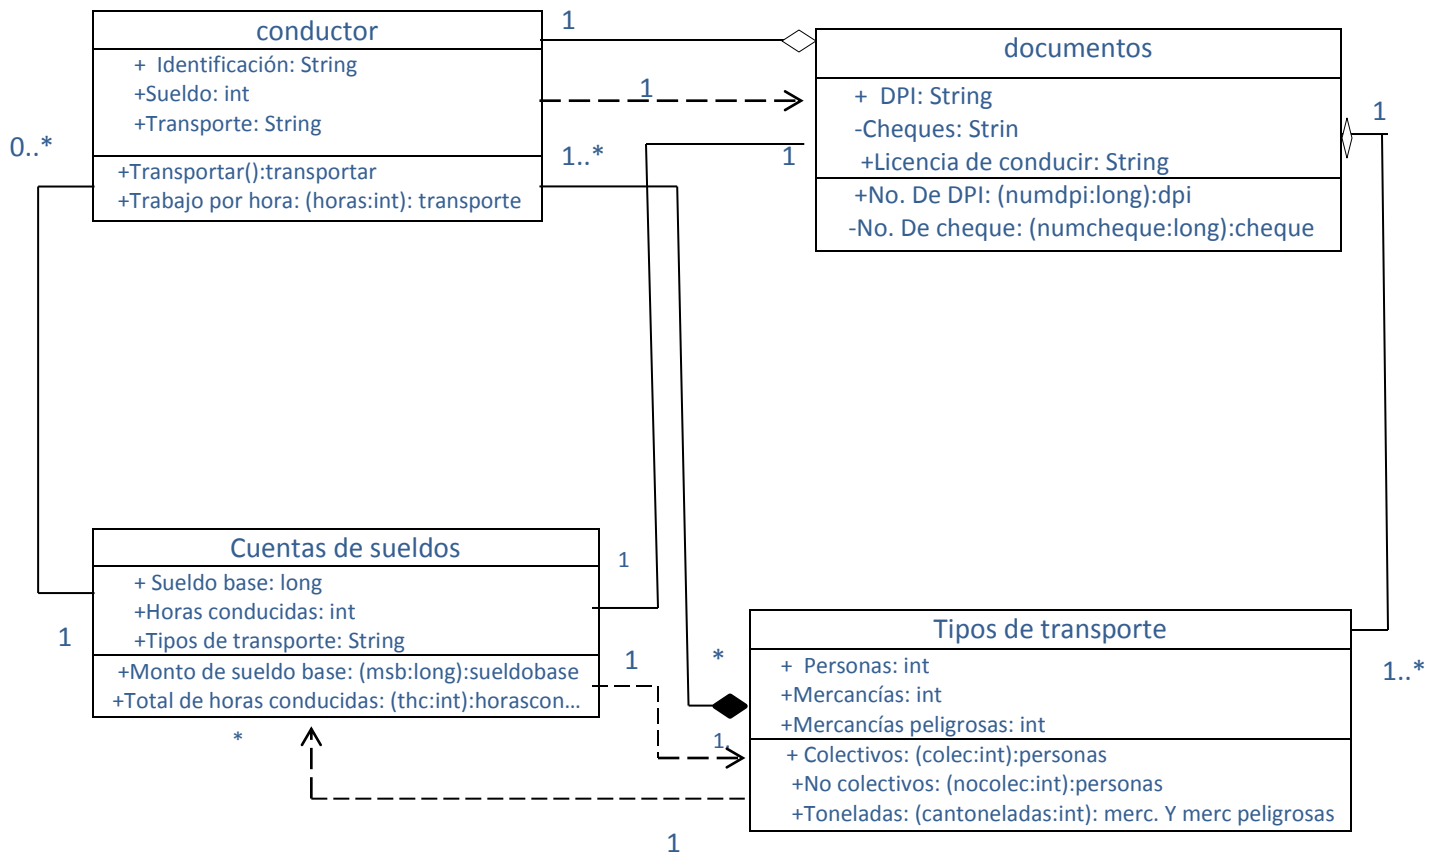 conductor
+ Identificación: String
+Sueldo: int
+Transporte: String
+Transportar():transportar
+Trabajo por hora: (horas:int): transporte
1
1
0..*
1..*
1
documentos
+ DPI: String
-Cheques: Strin
+Licencia de conducir: String
+No. De DPI: (numdpi:long):dpi
-No. De cheque: (numcheque:long):cheque
1
Cuentas de sueldos
+ Sueldo base: long
+Horas conducidas: int
+Tipos de transporte: String
+Monto de sueldo base: (msb:long):sueldobase
+Total de horas conducidas: (thc:int):horascon...
1
1
1
*
*
1.
1
Tipos de transporte
+ Personas: int
+Mercancías: int
+Mercancías peligrosas: int
+ Colectivos: (colec:int):personas
+No colectivos: (nocolec:int):personas
+Toneladas: (cantoneladas:int): merc. Y merc peligrosas
1..*